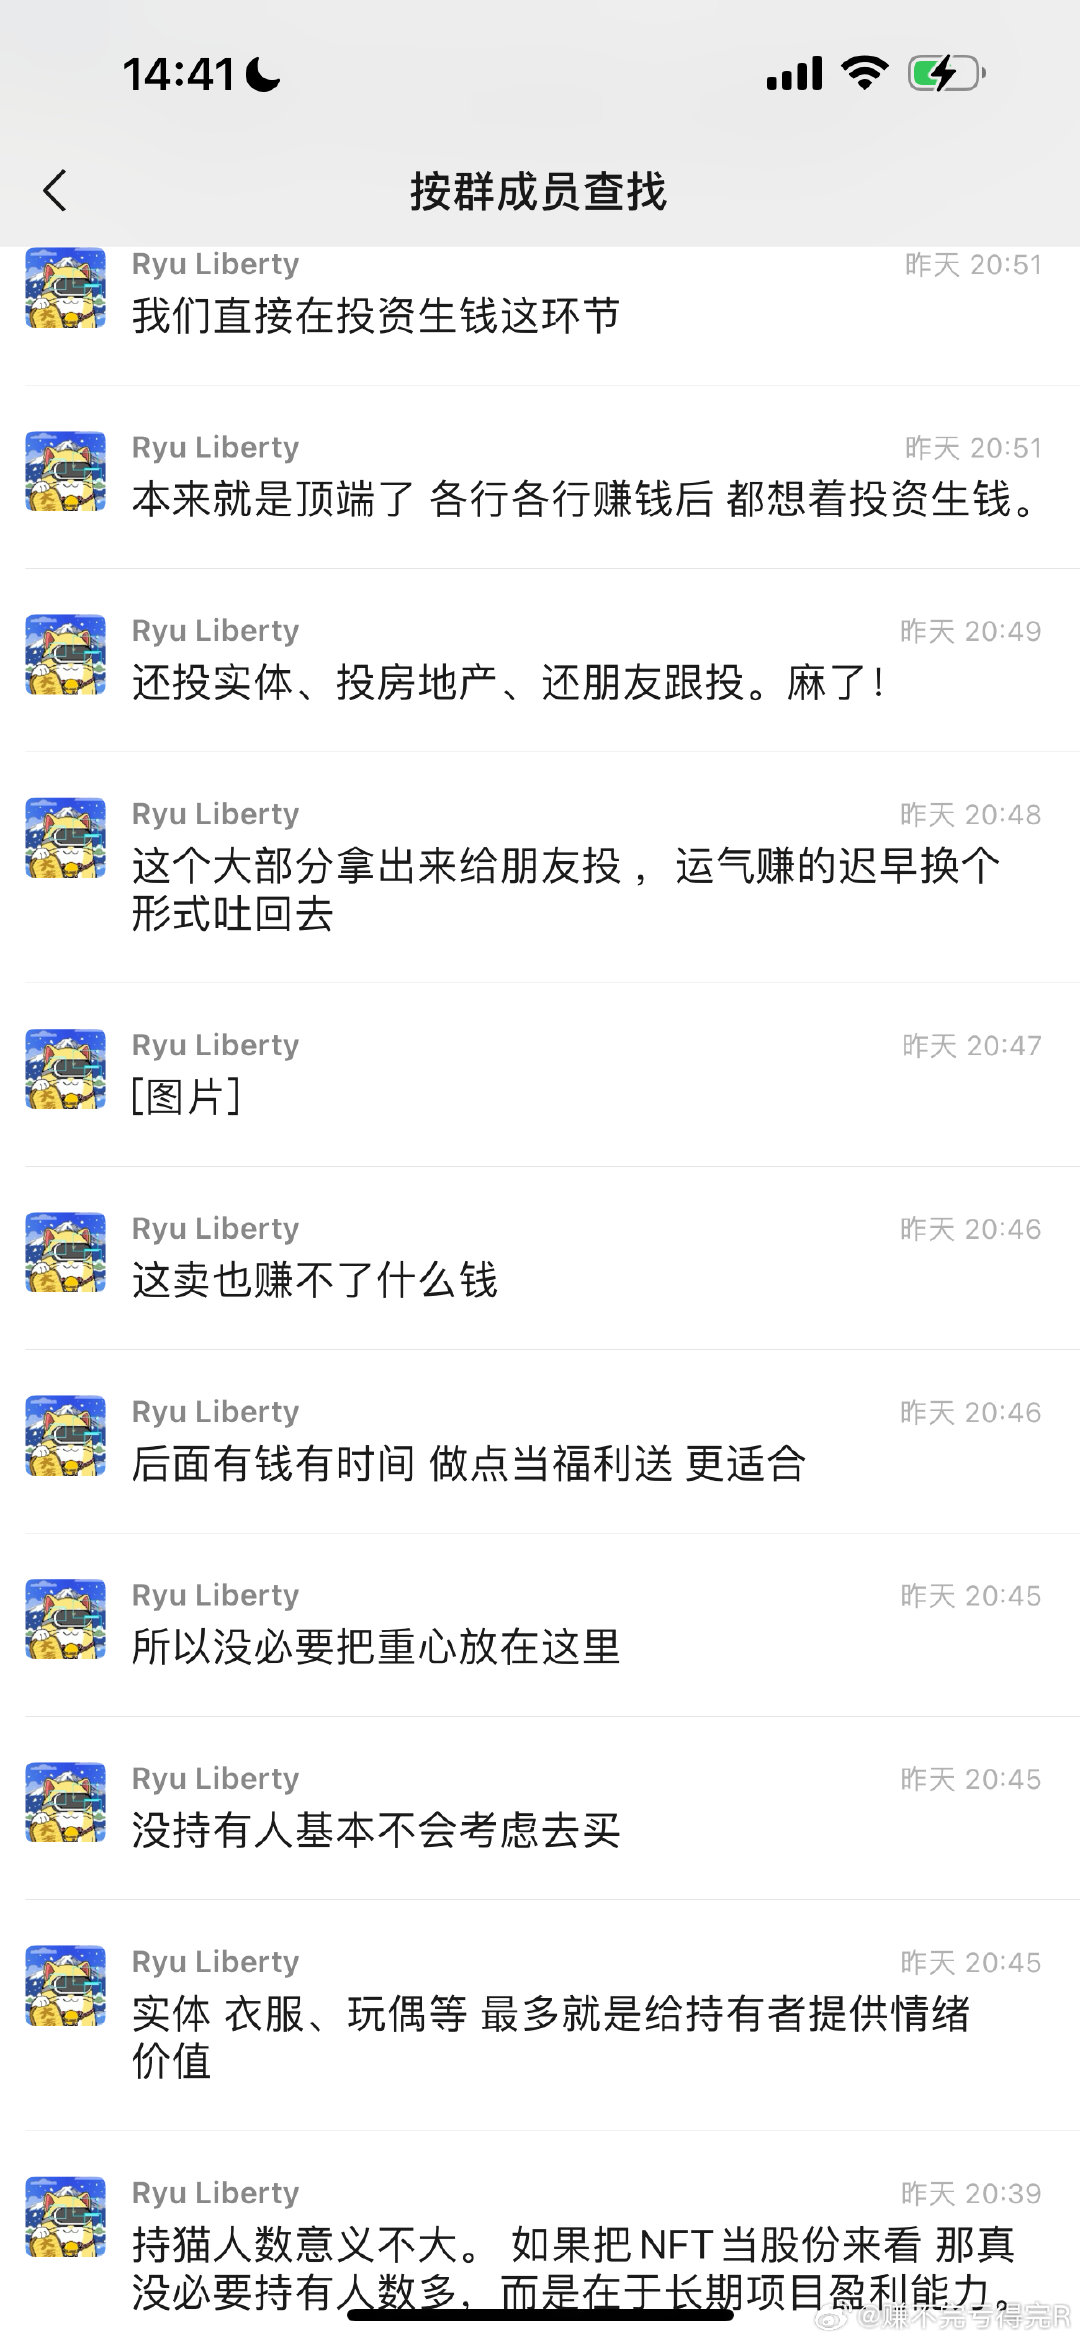 14:41
按群成员查找
Ryu Liberty 昨天 20:51
我们直接在投资生钱这环节
Ryu Liberty 昨天 20:51
本来就是顶端了 各行各行赚钱后 都想着投资生钱。
Ryu Liberty 昨天 20:49
还投实体、投房地产、还朋友跟投。麻了!
Ryu Liberty 昨天 20:48
这个大部分拿出来给朋友投， 运气赚的迟早换个
形式吐回去
Ryu Liberty 昨天 20:47
[图片]
Ryu Liberty 昨天 20:46
这卖也赚不了什么钱
Ryu Liberty 昨天 20:46
后面有钱有时间 做点当福利送 更适合
Ryu Liberty 昨天 20:45
所以没必要把重心放在这里
Ryu Liberty 昨天 20:45
没持有人基本不会考虑去买
Ryu Liberty 昨天 20:45
实体 衣服、玩偶等 最多就是给持有者提供情绪
价值
Ryu Liberty 昨天 20:39
持猫人数意义不大。 如果把NFT当股份来看 那真
没必要持有人数多，而是在于长期项目盈利能力。
@赚不完亏得完R